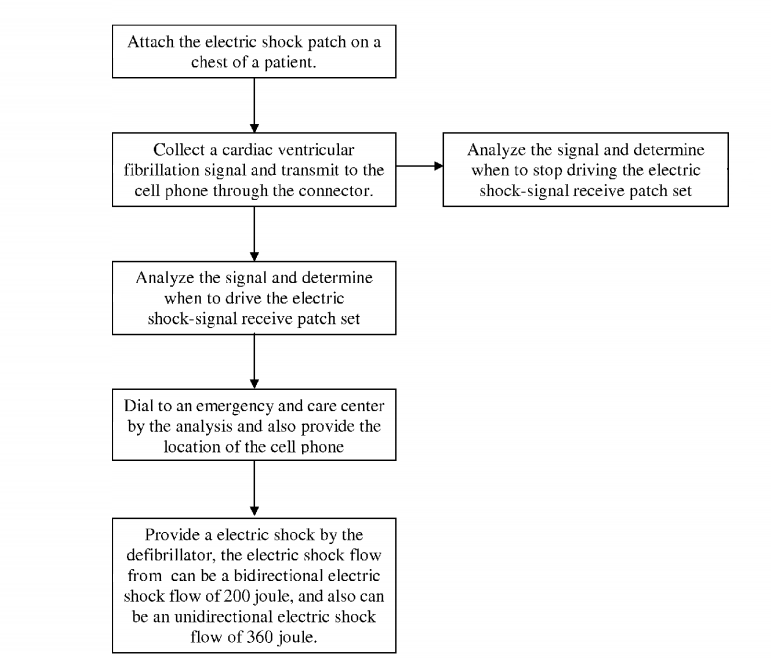 Attach the electric shock patch on a
chest of a patient.
Collect a cardiac ventricular
fibrillation signal and transmit to the
cell phone through the connector.
Analyze the signal and determine
when to stop driving the electric
shock-signal receive patch set
Analyze the signal and determine
when to drive the electric
shock-signal receive patch set
Dial to an emergency and care center
by the analysis and also provide the
location of the cell phone
Provide a electric shock by the
defibrillator, the electric shock flow
from can be a bidirectional electric
shock flow of 200 joule, and also can
be an unidirectional electric shock
flow of 360 joule.